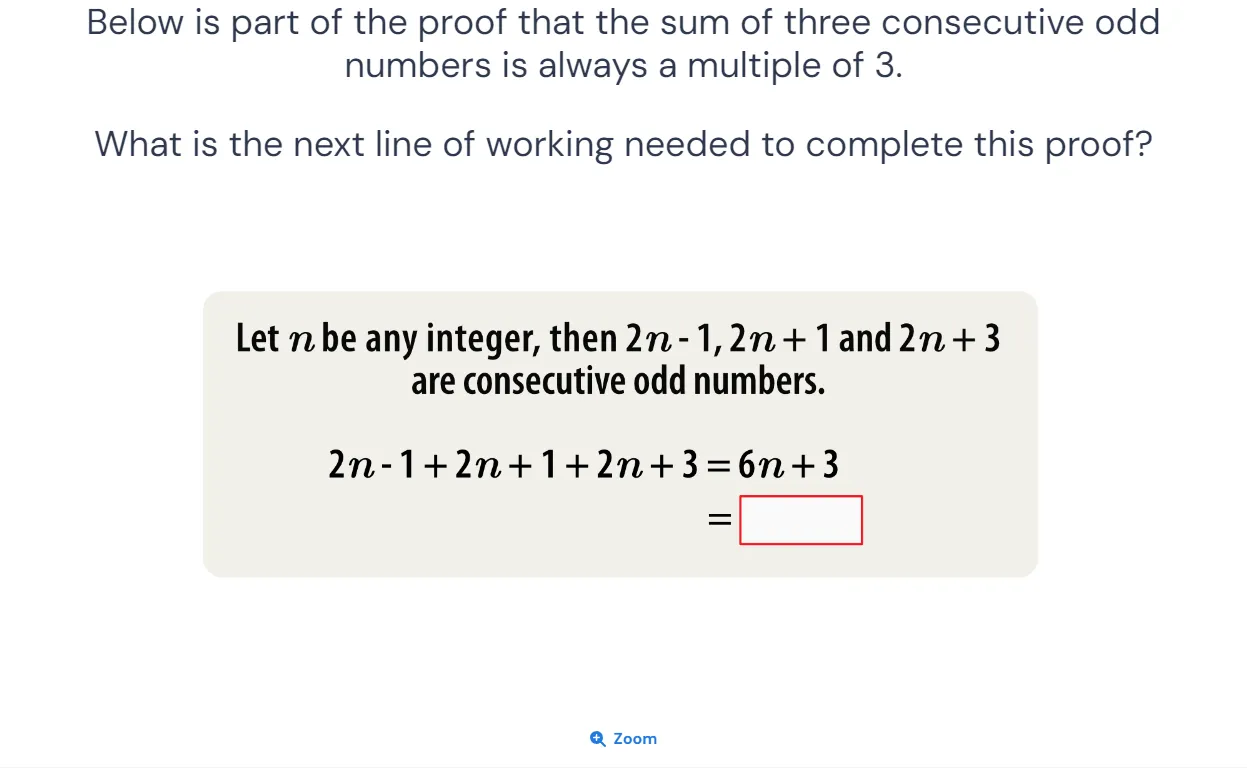 Below is part of the proof that the sum of three consecutive odd
numbers is always a multiple of 3.
What is the next line of working needed to complete this proof?
Let n be any integer, then 2n - 1, 2n + 1 and 2n + 3
are consecutive odd numbers.
2n - 1 + 2n + 1 + 2n + 3 = 6n + 3
=
Zoom